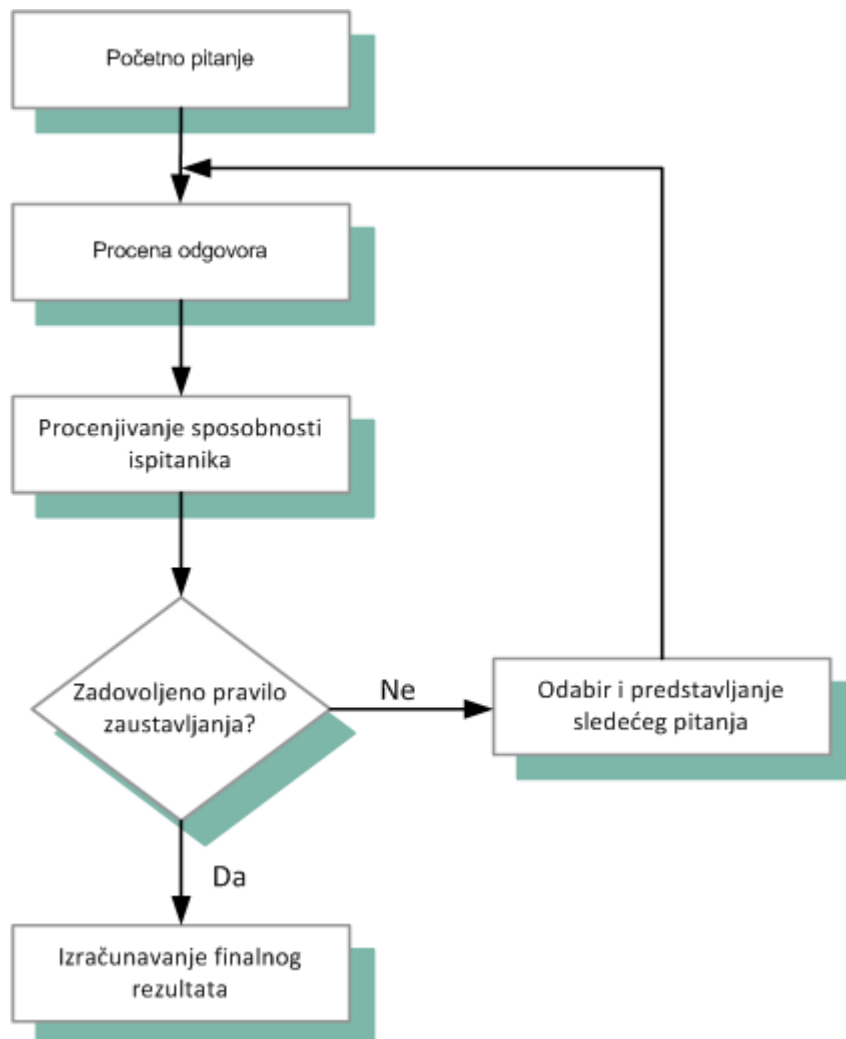 Početno pitanje
Procena odgovora
Procenjivanje sposobnosti
ispitanika
Zadovoljeno pravilo
zaustavljanja?
Ne
Odabir i predstavljanje
sledećeg pitanja
Da
Izračunavanje finalnog
rezultata